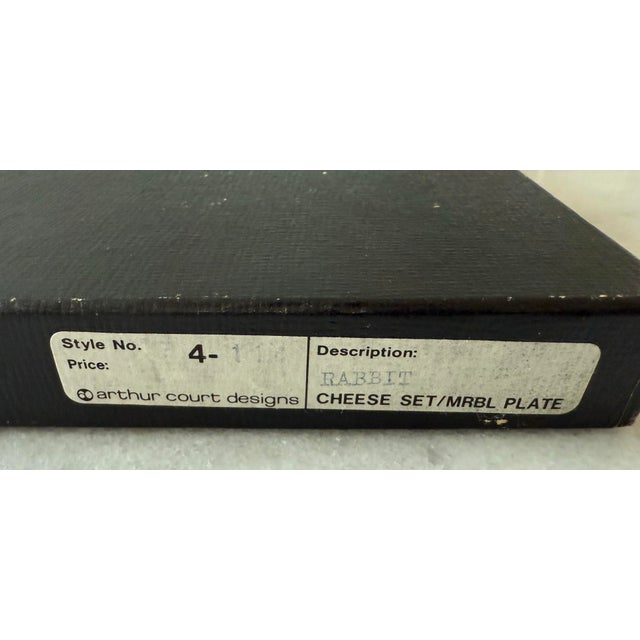 Style No. 4-
Price:
arthur court designs
Description:
RABBIT
CHEESE SET/MRBL PLATE